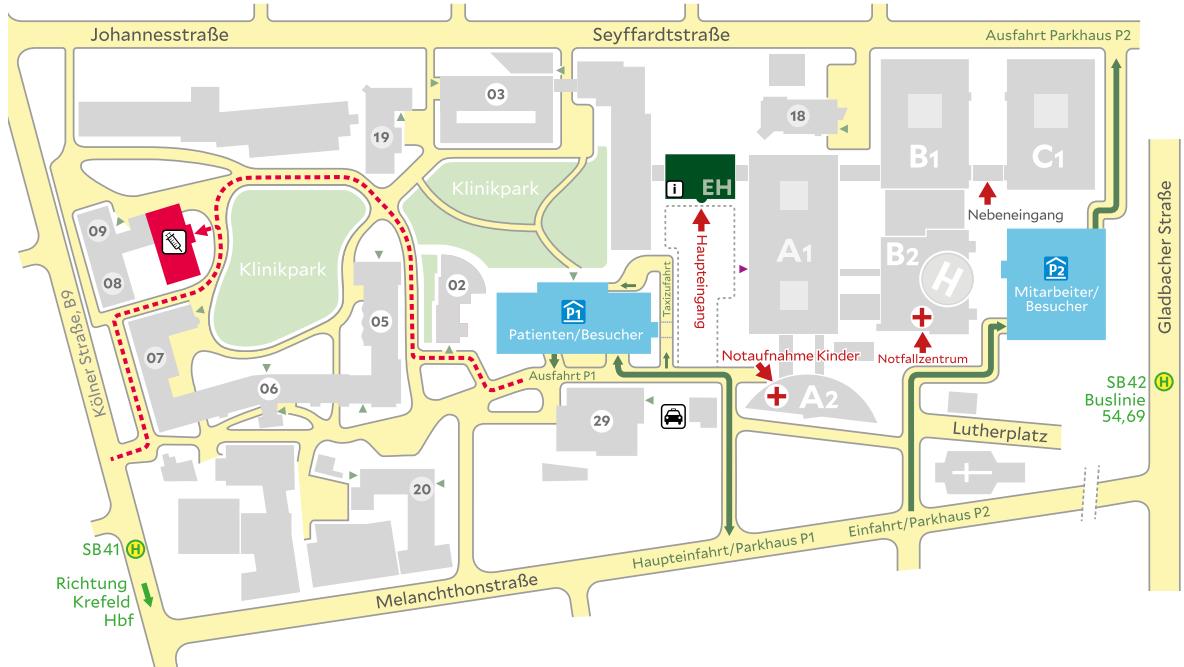 Johannesstraße
Seyffardtstraße
Ausfahrt Parkhaus P2
03
19
18
B1
C1
Klinikpark
i
EH
Nebeneingang
Gladbacher Straße
09
08
Klinikpark
02
Haupteingang
A1
B2
H
P2
Mitarbeiter/
Besucher
Taxizufahrt
P1
Patienten/Besucher
05
07
06
Kölner Straße, B9
Ausfahrt P1
Notaufnahme Kinder
Notfallzentrum
A2
SB42
H
Buslinie
54,69
29
Lutherplatz
20
SB41
H
Richtung
Krefeld
Hbf
Haupteinfahrt/Parkhaus P1
Einfahrt/Parkhaus P2
Melanchthonstraße